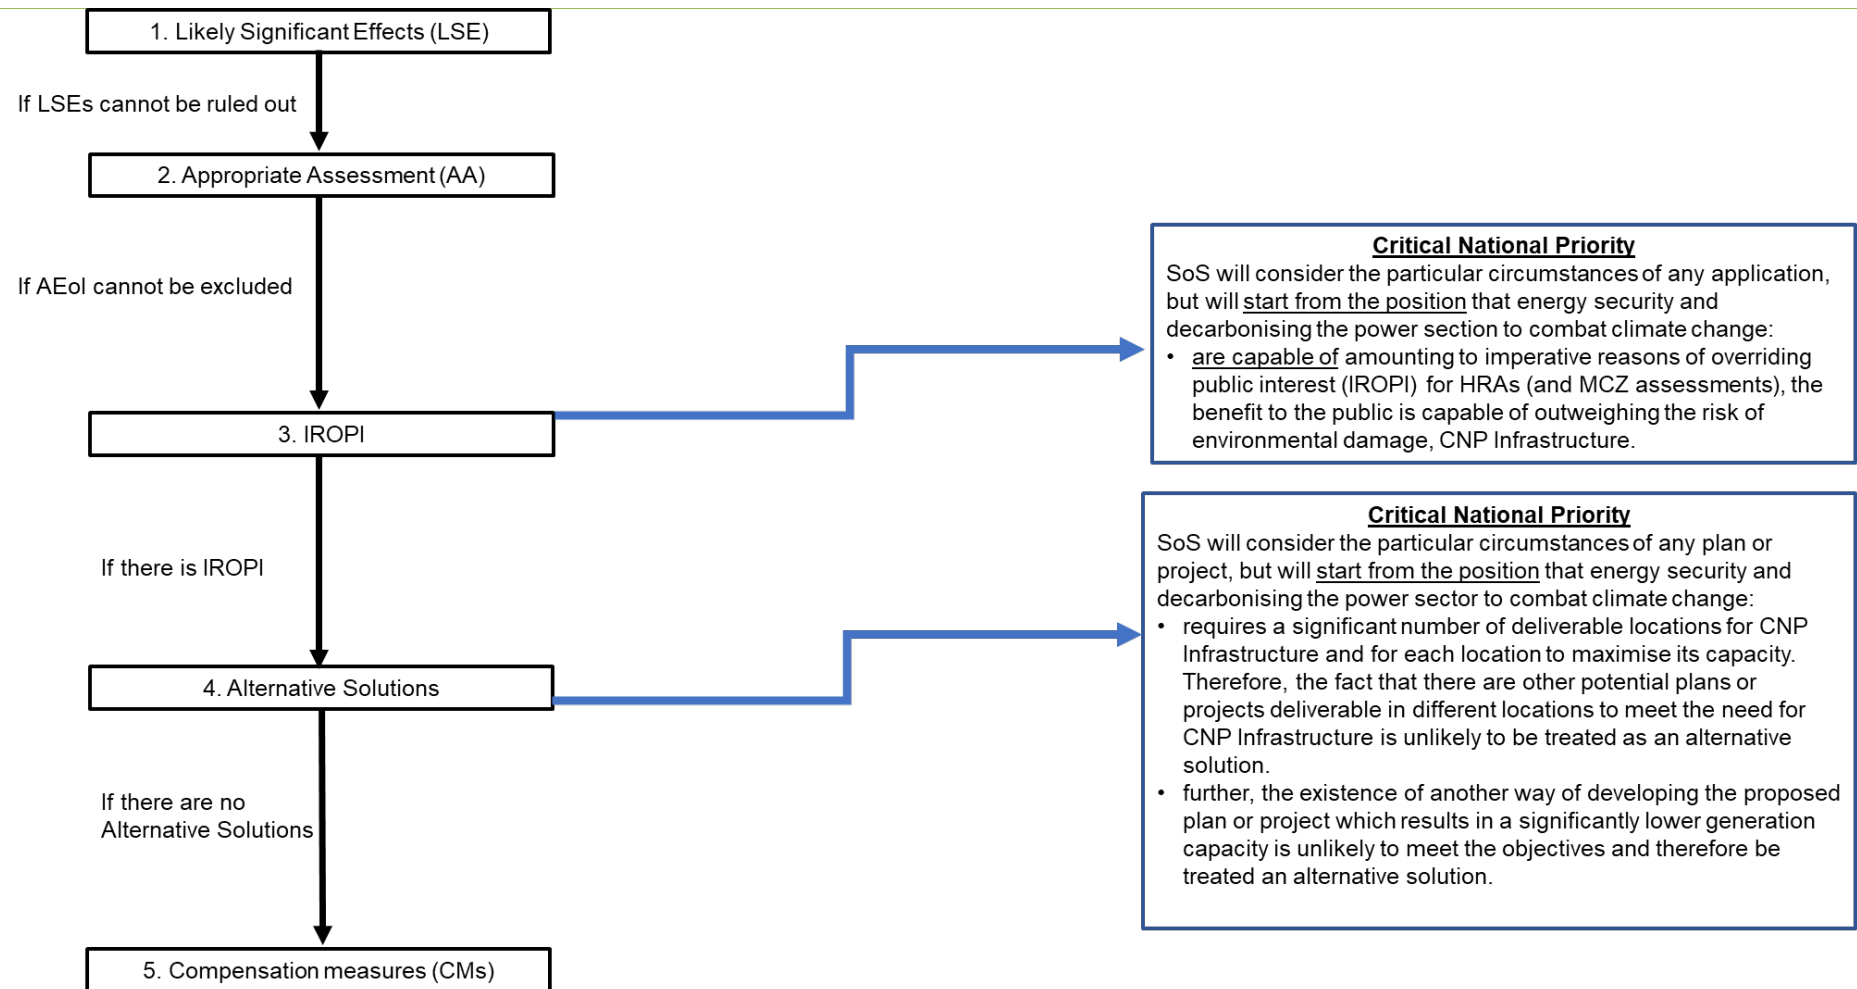 1. Likely Significant Effects (LSE)
If LSEs cannot be ruled out
2. Appropriate Assessment (AA)
If AEoI cannot be excluded
3. IROPI
If there is IROPI
4. Alternative Solutions
If there are no
Alternative Solutions
5. Compensation measures (CMs)
Critical National Priority
SoS will consider the particular circumstances of any application,
but will start from the position that energy security and
decarbonising the power section to combat climate change:
• are capable of amounting to imperative reasons of overriding
public interest (IROPI) for HRAs (and MCZ assessments), the
benefit to the public is capable of outweighing the risk of
environmental damage, CNP Infrastructure.
Critical National Priority
SoS will consider the particular circumstances of any plan or
project, but will start from the position that energy security and
decarbonising the power sector to combat climate change:
• requires a significant number of deliverable locations for CNP
Infrastructure and for each location to maximise its capacity.
Therefore, the fact that there are other potential plans or
projects deliverable in different locations to meet the need for
CNP Infrastructure is unlikely to be treated as an alternative
solution.
• further, the existence of another way of developing the proposed
plan or project which results in a significantly lower generation
capacity is unlikely to meet the objectives and therefore be
treated an alternative solution.